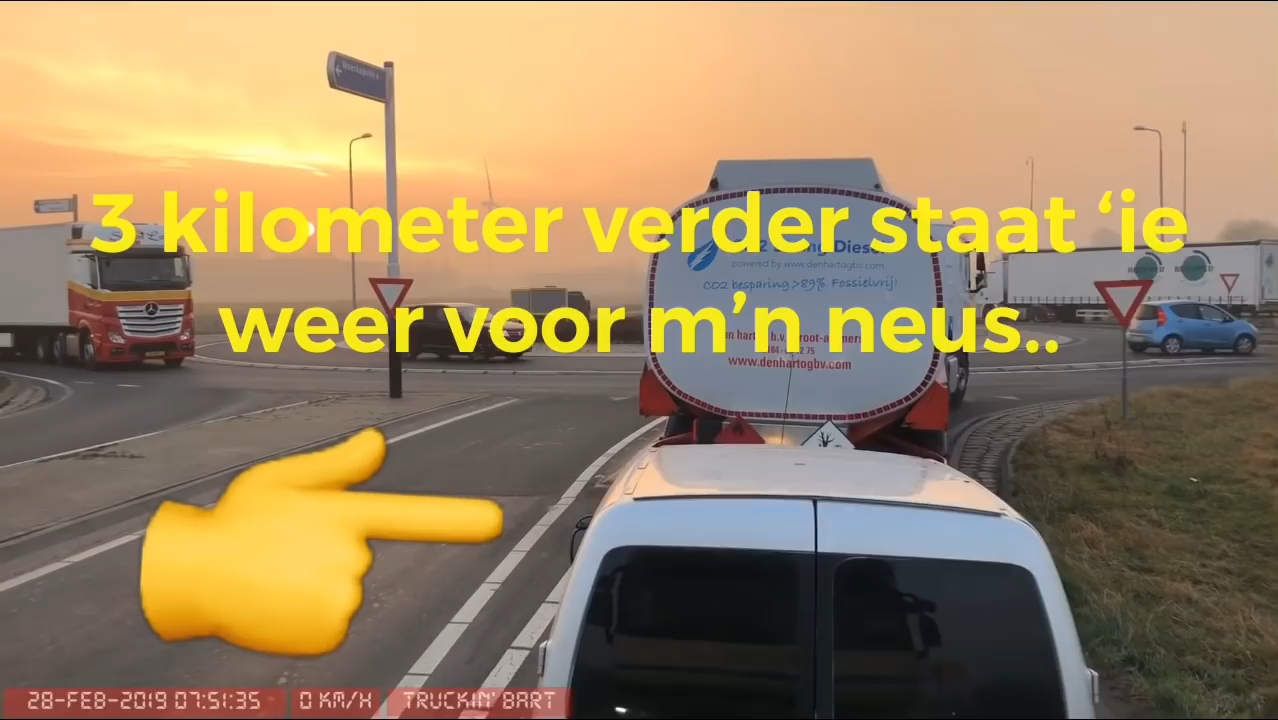 3 kilometer verder staat ‘ie
weer voor m’n neus..
powered by www.denhartogbv.com
CO2 besparing >89%. Fossielvrij!
www.denhartogbv.com
28-FEB-2019 07:51:35 0 KM/H TRUCKIN' BART